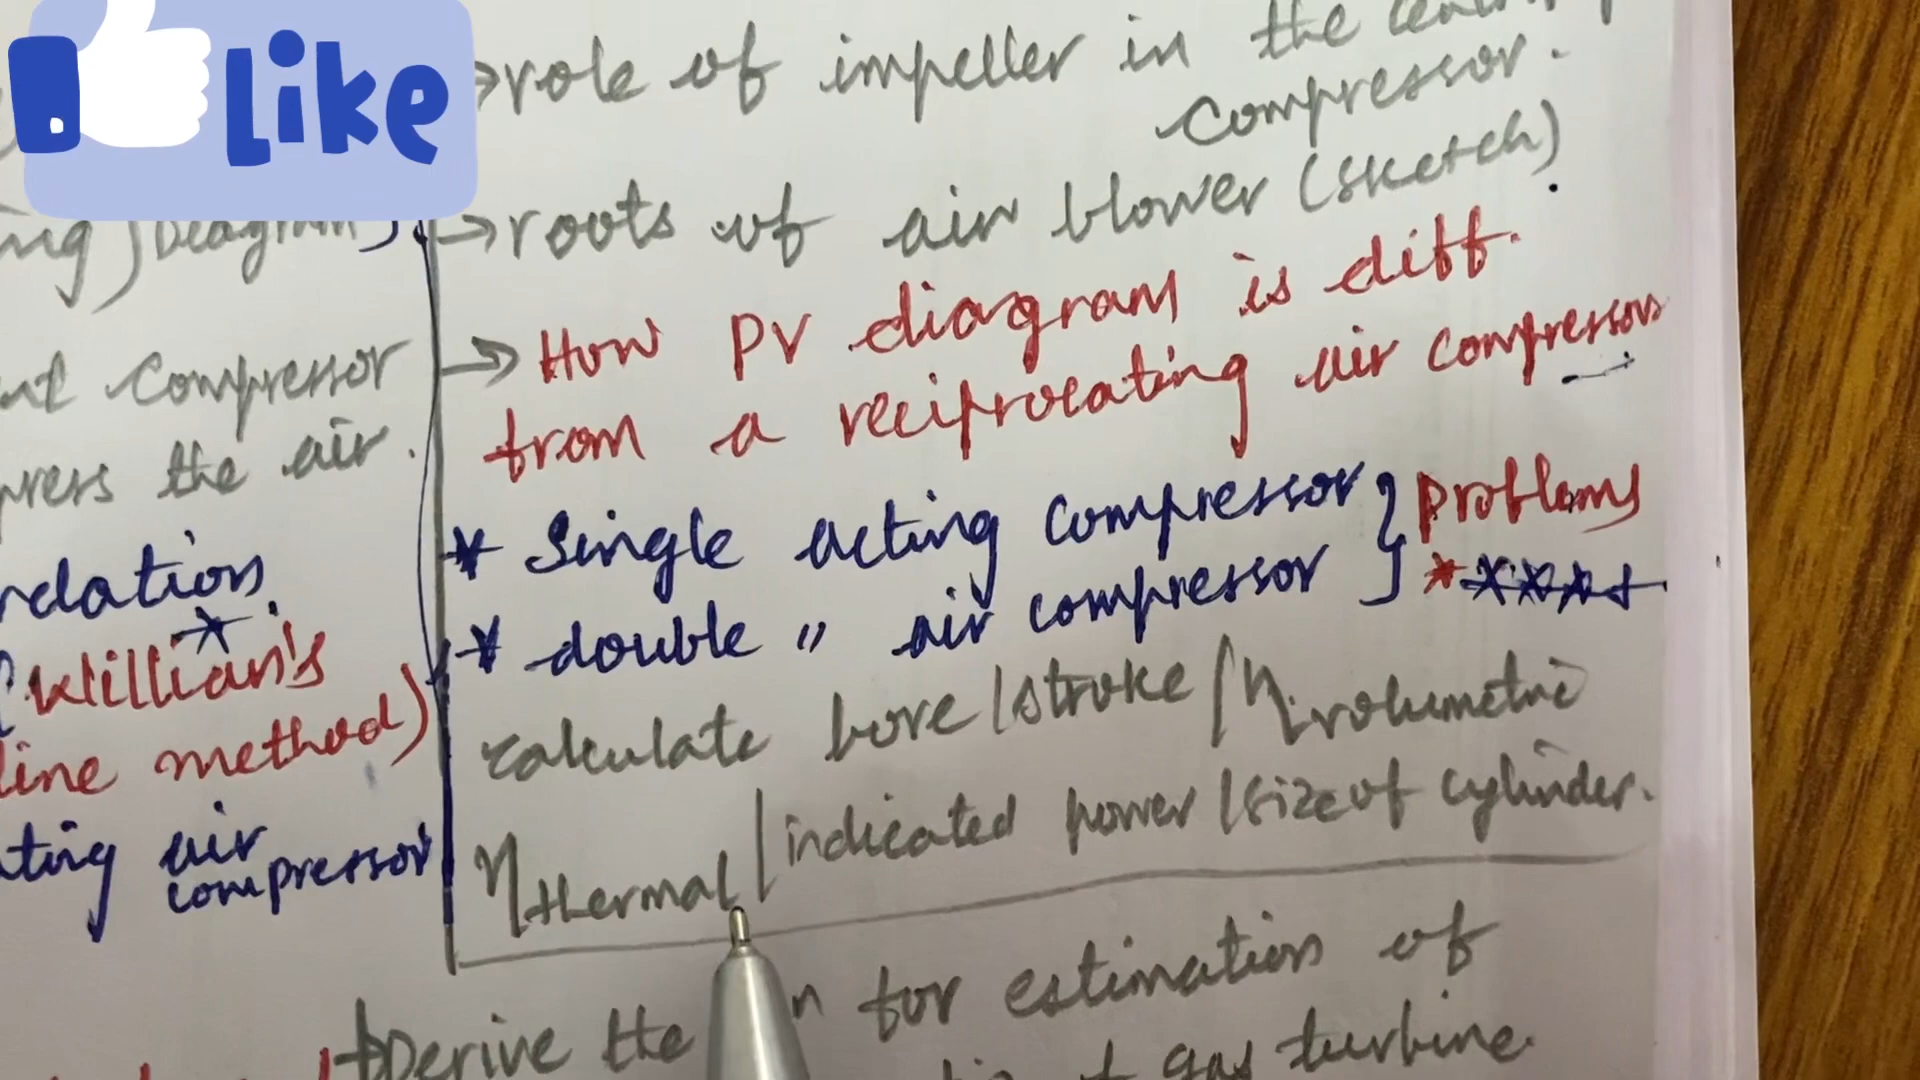 Like
→ role of impeller in the
compressor.
→ roots of air blower (sketch)
→ How PV diagram is diff.
from a reciprocating air compressors
* Single acting compressor } problems
* double " air compressor
calculate bore/stroke/η volumetric
η thermal/indicated power/size of cylinder.
Diagram)
compressor
the air.
Willian's
line method)
air
compressor
Derive the
for estimation of
gas turbine.